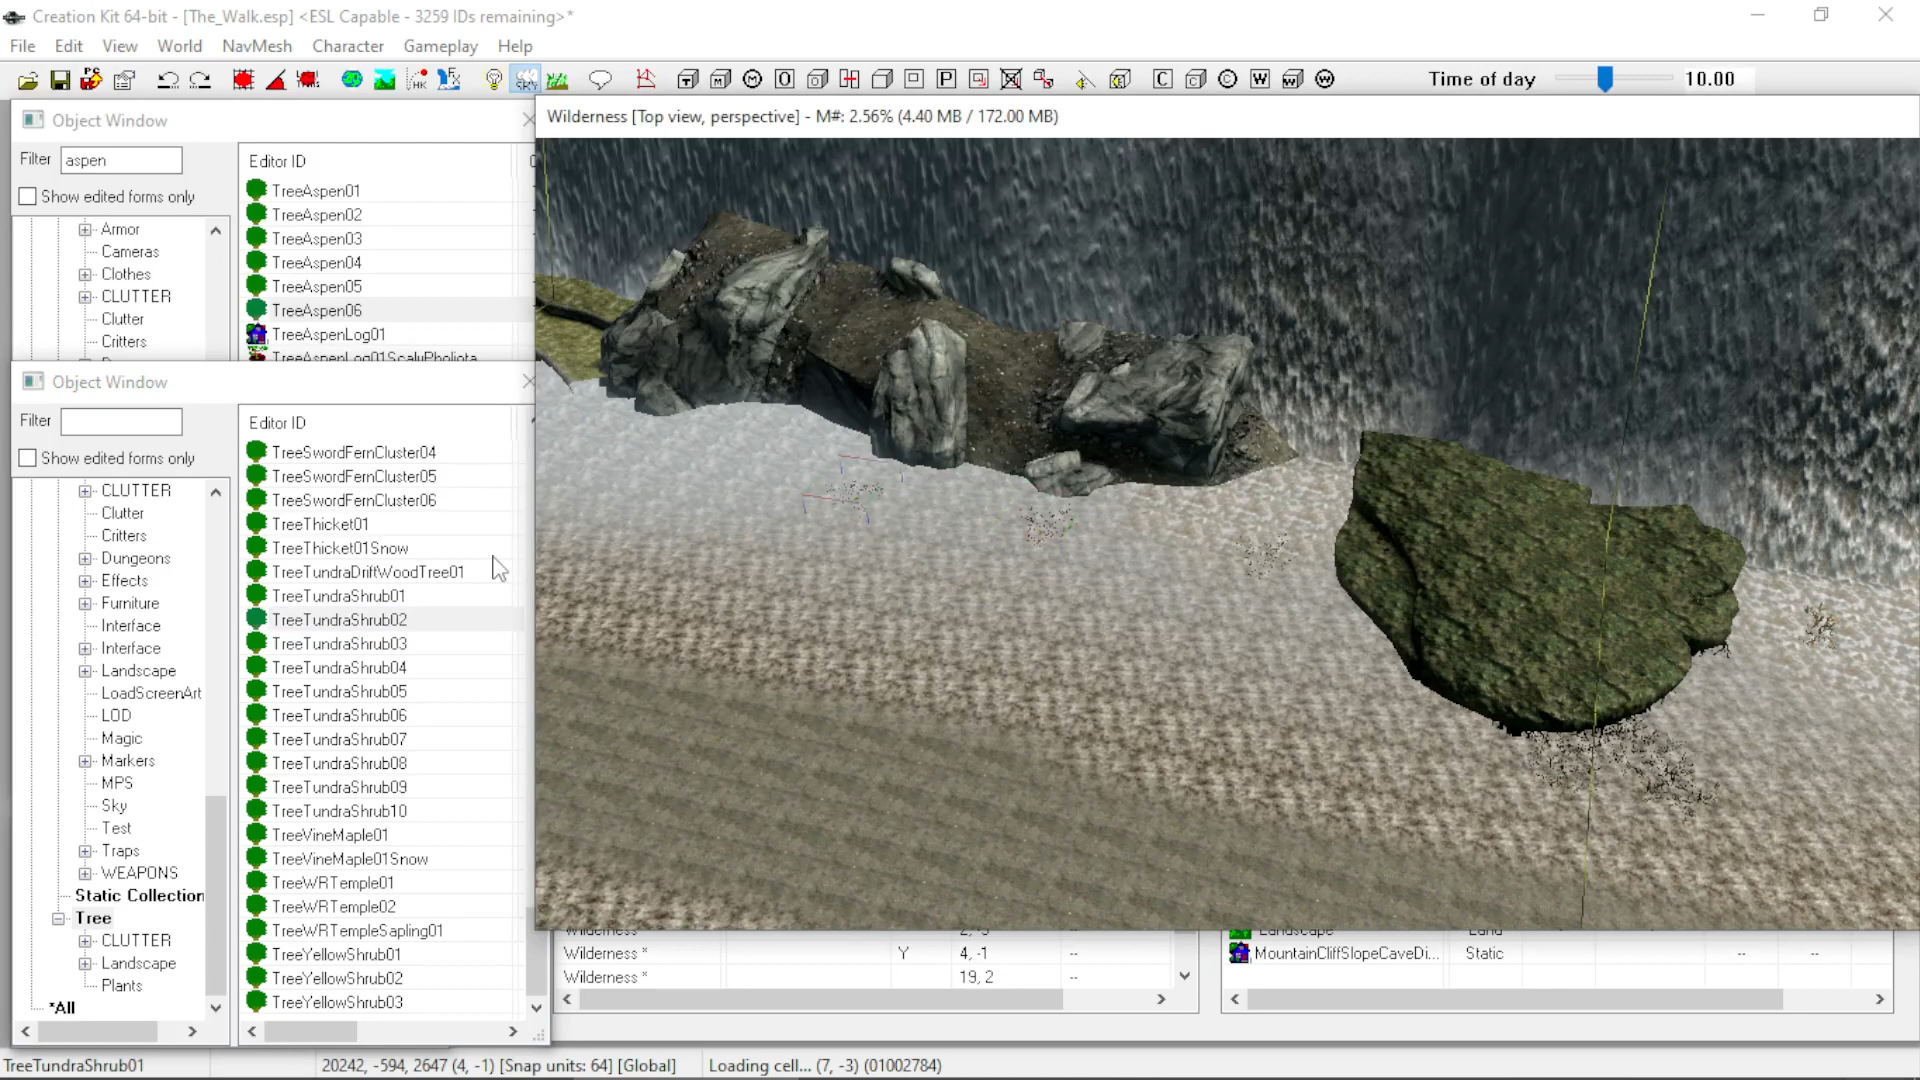 Creation Kit 64-bit - [The_Walk.esp] <ESL Capable - 3259 IDs remaining>*
File Edit View World NavMesh Character Gameplay Help
Time of day 10.00
Object Window
Filter aspen
Show edited forms only
Armor
Cameras
Clothes
CLUTTER
Clutter
Critters
Editor ID
TreeAspen01
TreeAspen02
TreeAspen03
TreeAspen04
TreeAspen05
TreeAspen06
TreeAspenLog01
TreeAspenLog01ScalyPholiota
Object Window
Filter
Show edited forms only
CLUTTER
Clutter
Critters
Dungeons
Effects
Furniture
Interface
Interface
Landscape
LoadScreenArt
LOD
Magic
Markers
MPS
Sky
Test
Traps
WEAPONS
Static Collection
Tree
CLUTTER
Landscape
Plants
*All
Editor ID
TreeSwordFernCluster04
TreeSwordFernCluster05
TreeSwordFernCluster06
TreeThicket01
TreeThicket01Snow
TreeTundraDriftWoodTree01
TreeTundraShrub01
TreeTundraShrub02
TreeTundraShrub03
TreeTundraShrub04
TreeTundraShrub05
TreeTundraShrub06
TreeTundraShrub07
TreeTundraShrub08
TreeTundraShrub09
TreeTundraShrub10
TreeVineMaple01
TreeVineMaple01Snow
TreeWRTemple01
TreeWRTemple02
TreeWRTempleSapling01
TreeYellowShrub01
TreeYellowShrub02
TreeYellowShrub03
Wilderness [Top view, perspective] - M#: 2.56% (4.40 MB / 172.00 MB)
Wilderness
Wilderness * Y 4, -1 --
Wilderness * 19, 2 --
Landscape Land
MountainCliffSlopeCaveDi... Static -- --
TreeTundraShrub01
20242, -594, 2647 (4, -1) [Snap units: 64] [Global]
Loading cell... (7, -3) (01002784)